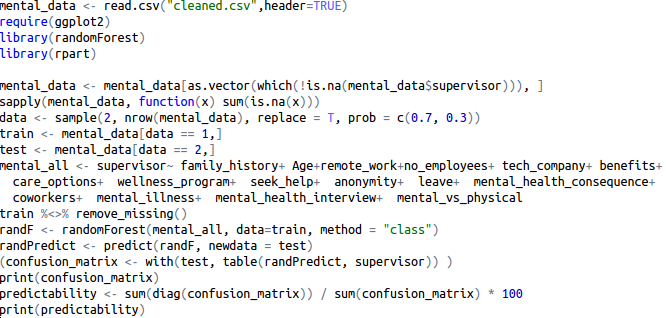 mental_data <- read.csv("cleaned.csv",header=TRUE)
require(ggplot2)
library(randomForest)
library(rpart)
mental_data <- mental_data[as.vector(which(!is.na(mental_data$supervisor))), ]
sapply(mental_data, function(x) sum(is.na(x)))
data <- sample(2, nrow(mental_data), replace = T, prob = c(0.7, 0.3))
train <- mental_data[data == 1,]
test <- mental_data[data == 2,]
mental_all <- supervisor~ family_history+ Age+remote_work+no_employees+ tech_company+ benefits+
care_options+ wellness_program+ seek_help+ anonymity+ leave+ mental_health_consequence+
coworkers+ mental_illness+ mental_health_interview+ mental_vs_physical
train %<>% remove_missing()
randF <- randomForest(mental_all, data=train, method = "class")
randPredict <- predict(randF, newdata = test)
(confusion_matrix <- with(test, table(randPredict, supervisor)) )
print(confusion_matrix)
predictability <- sum(diag(confusion_matrix)) / sum(confusion_matrix) * 100
print(predictability)